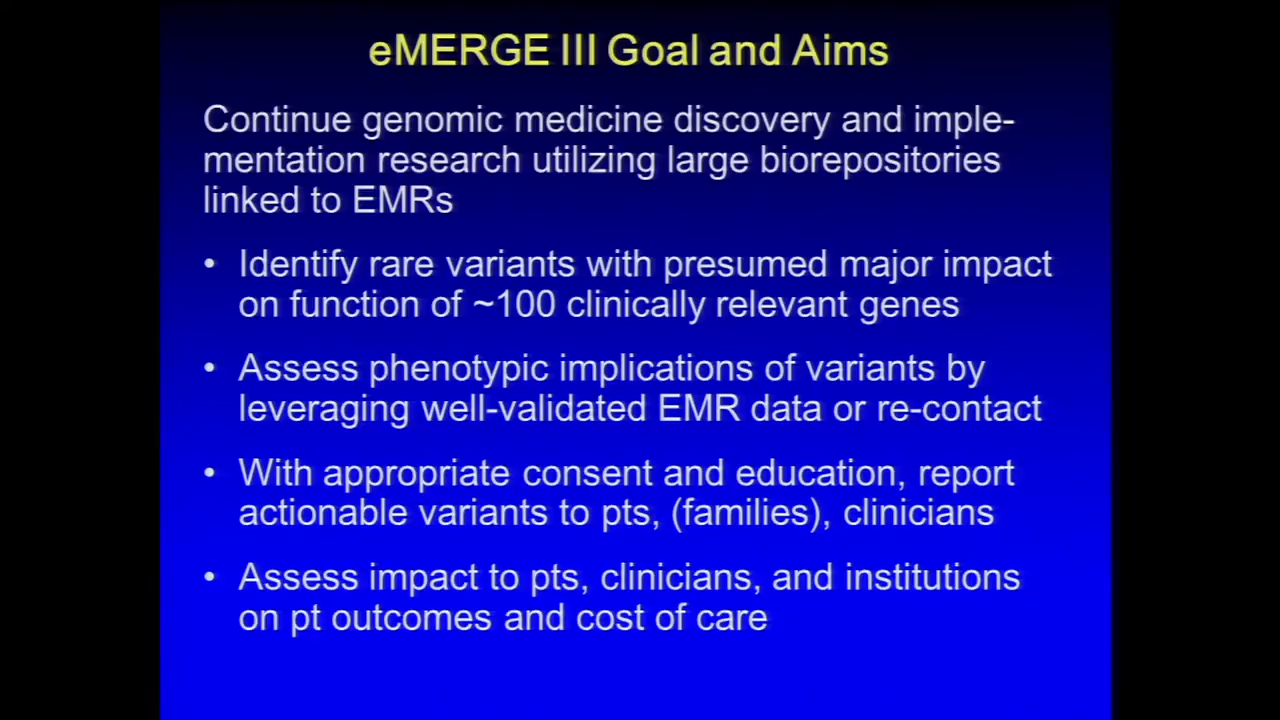 eMERGE III Goal and Aims
Continue genomic medicine discovery and imple-
mentation research utilizing large biorepositories
linked to EMRs
• Identify rare variants with presumed major impact
on function of ~100 clinically relevant genes
• Assess phenotypic implications of variants by
leveraging well-validated EMR data or re-contact
• With appropriate consent and education, report
actionable variants to pts, (families), clinicians
• Assess impact to pts, clinicians, and institutions
on pt outcomes and cost of care